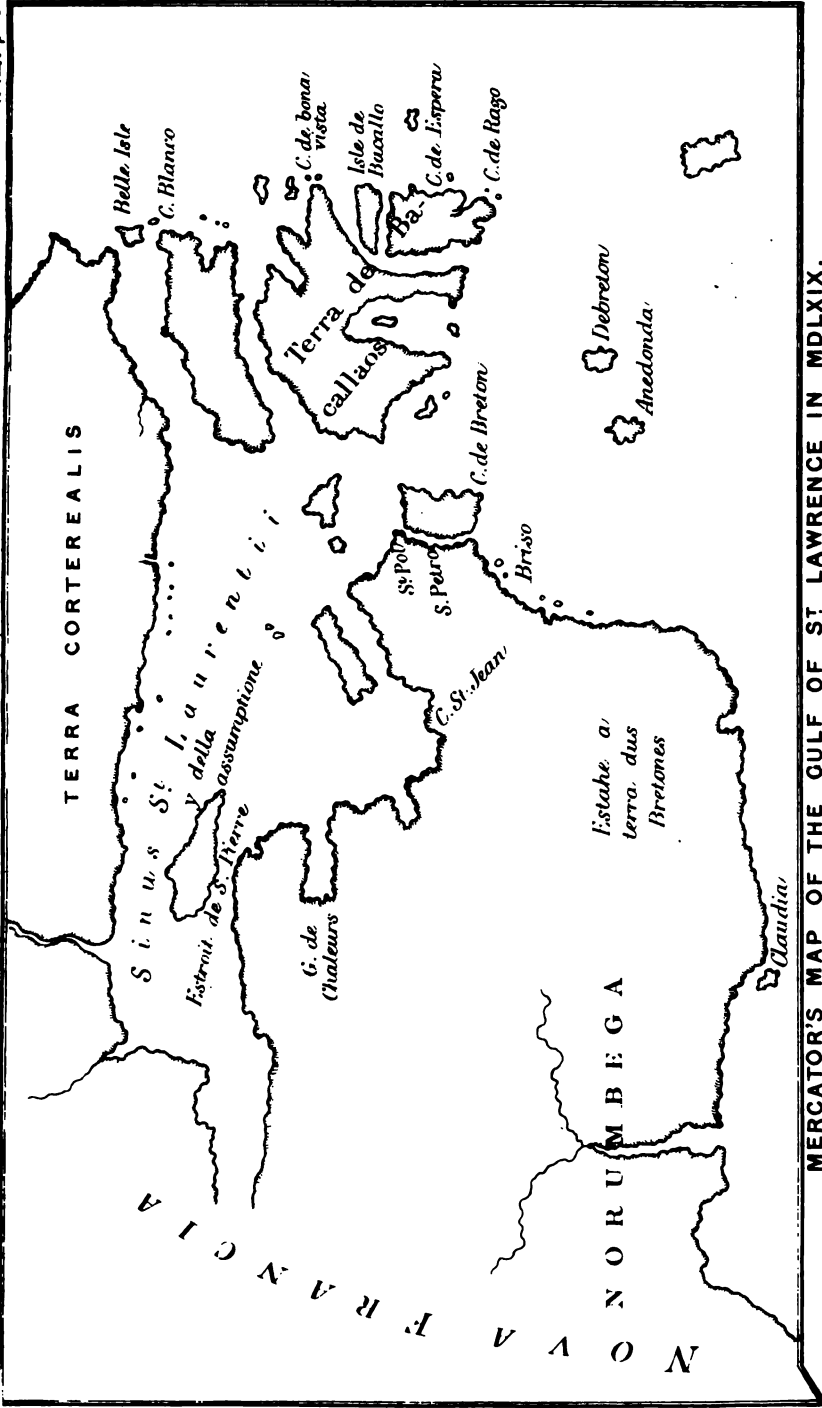 TERRA CORTEREALIS
Belle Isle
C. Blanco
Sinus St. Laurentii
y della
assumptione
Estroit de S. Pierre
G. de
Chaleurs
C. de bona
vista
Isle de
Bacallo
C. de Espera
C. de Rago
Terra de Ba-
callaos
C. de Breton
St. Pol
S. Petro
C. St. Jean
Briso
Debreton
Anedonda
Estahe a
terra dus
Bretones
Claudia
NORUMBEGA
NOVA FRANCIA
MERCATOR'S MAP OF THE GULF OF ST. LAWRENCE IN MDLXIX.